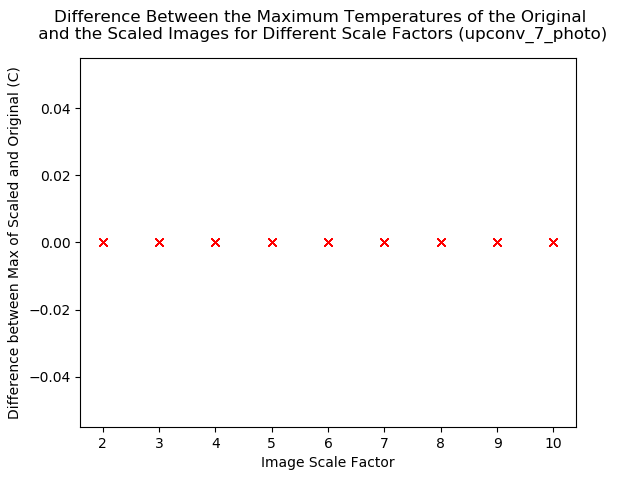 Difference Between the Maximum Temperatures of the Original
and the Scaled Images for Different Scale Factors (upconv_7_photo)
Difference between Max of Scaled and Original (C)
0.04
0.02
0.00
−0.02
−0.04
2 3 4 5 6 7 8 9 10
Image Scale Factor